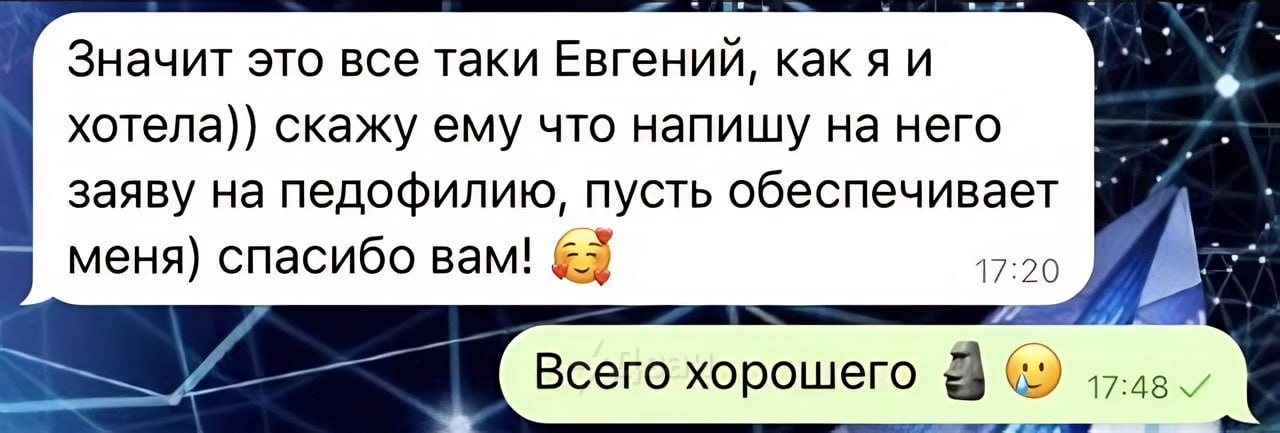 Значит это все таки Евгений, как я и
хотела)) скажу ему что напишу на него
заяву на педофилию, пусть обеспечивает
меня) спасибо вам! 🥰
17:20
Всего хорошего 🗿🥲 17:48 ✓